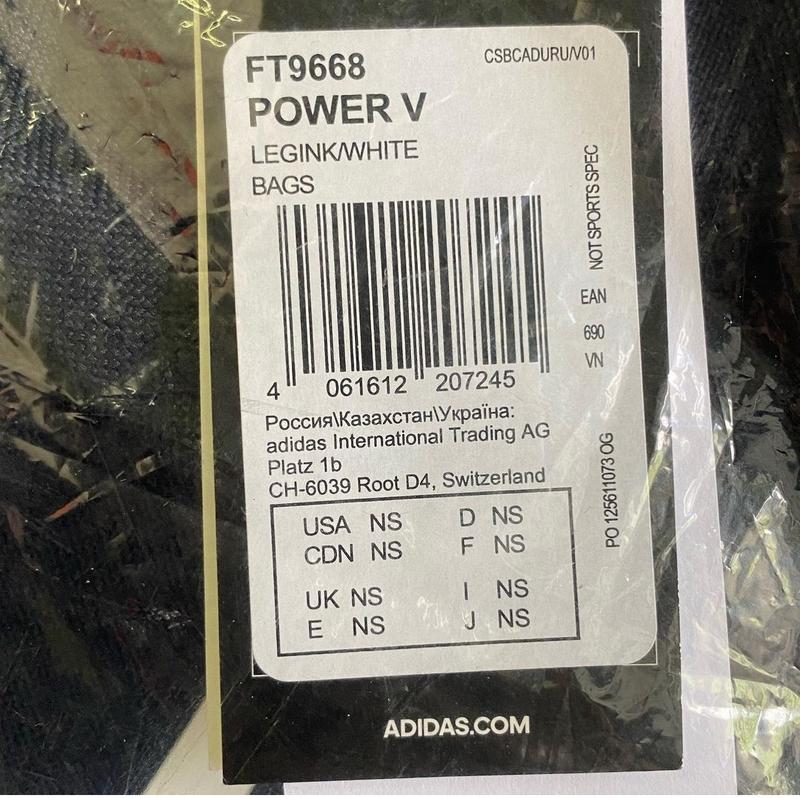 FT9668
CSBCADURU/V01
POWER V
LEGINK/WHITE
BAGS
NOT SPORTS SPEC
EAN
690
VN
4 061612 207245
Россия\Казахстан\Україна:
adidas International Trading AG
Platz 1b
CH-6039 Root D4, Switzerland
PO 125611073 OG
USA NS D NS
CDN NS F NS
UK NS I NS
E NS J NS
ADIDAS.COM